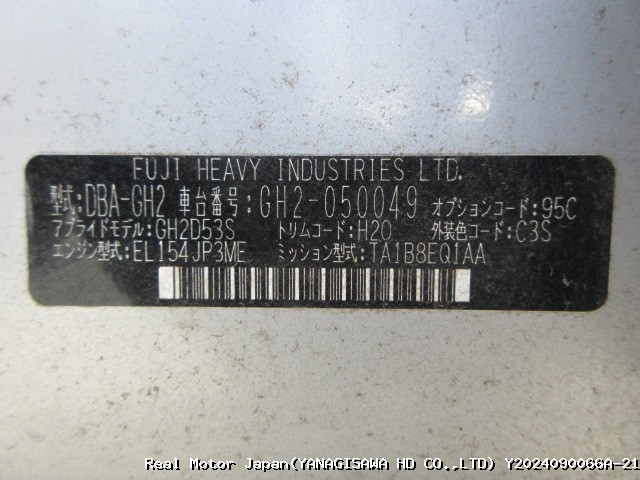 FUJI HEAVY INDUSTRIES LTD.
型式:DBA-GH2 車台番号:GH2-050049 オプションコード:95C
アプライドモデル:GH2D53S トリムコード:H20 外装色コード:C3S
エンジン型式:EL154JP3ME ミッション型式:TA1B8EQ1AA
Real Motor Japan(YANAGISAWA HD CO.,LTD) Y2024090066A-21